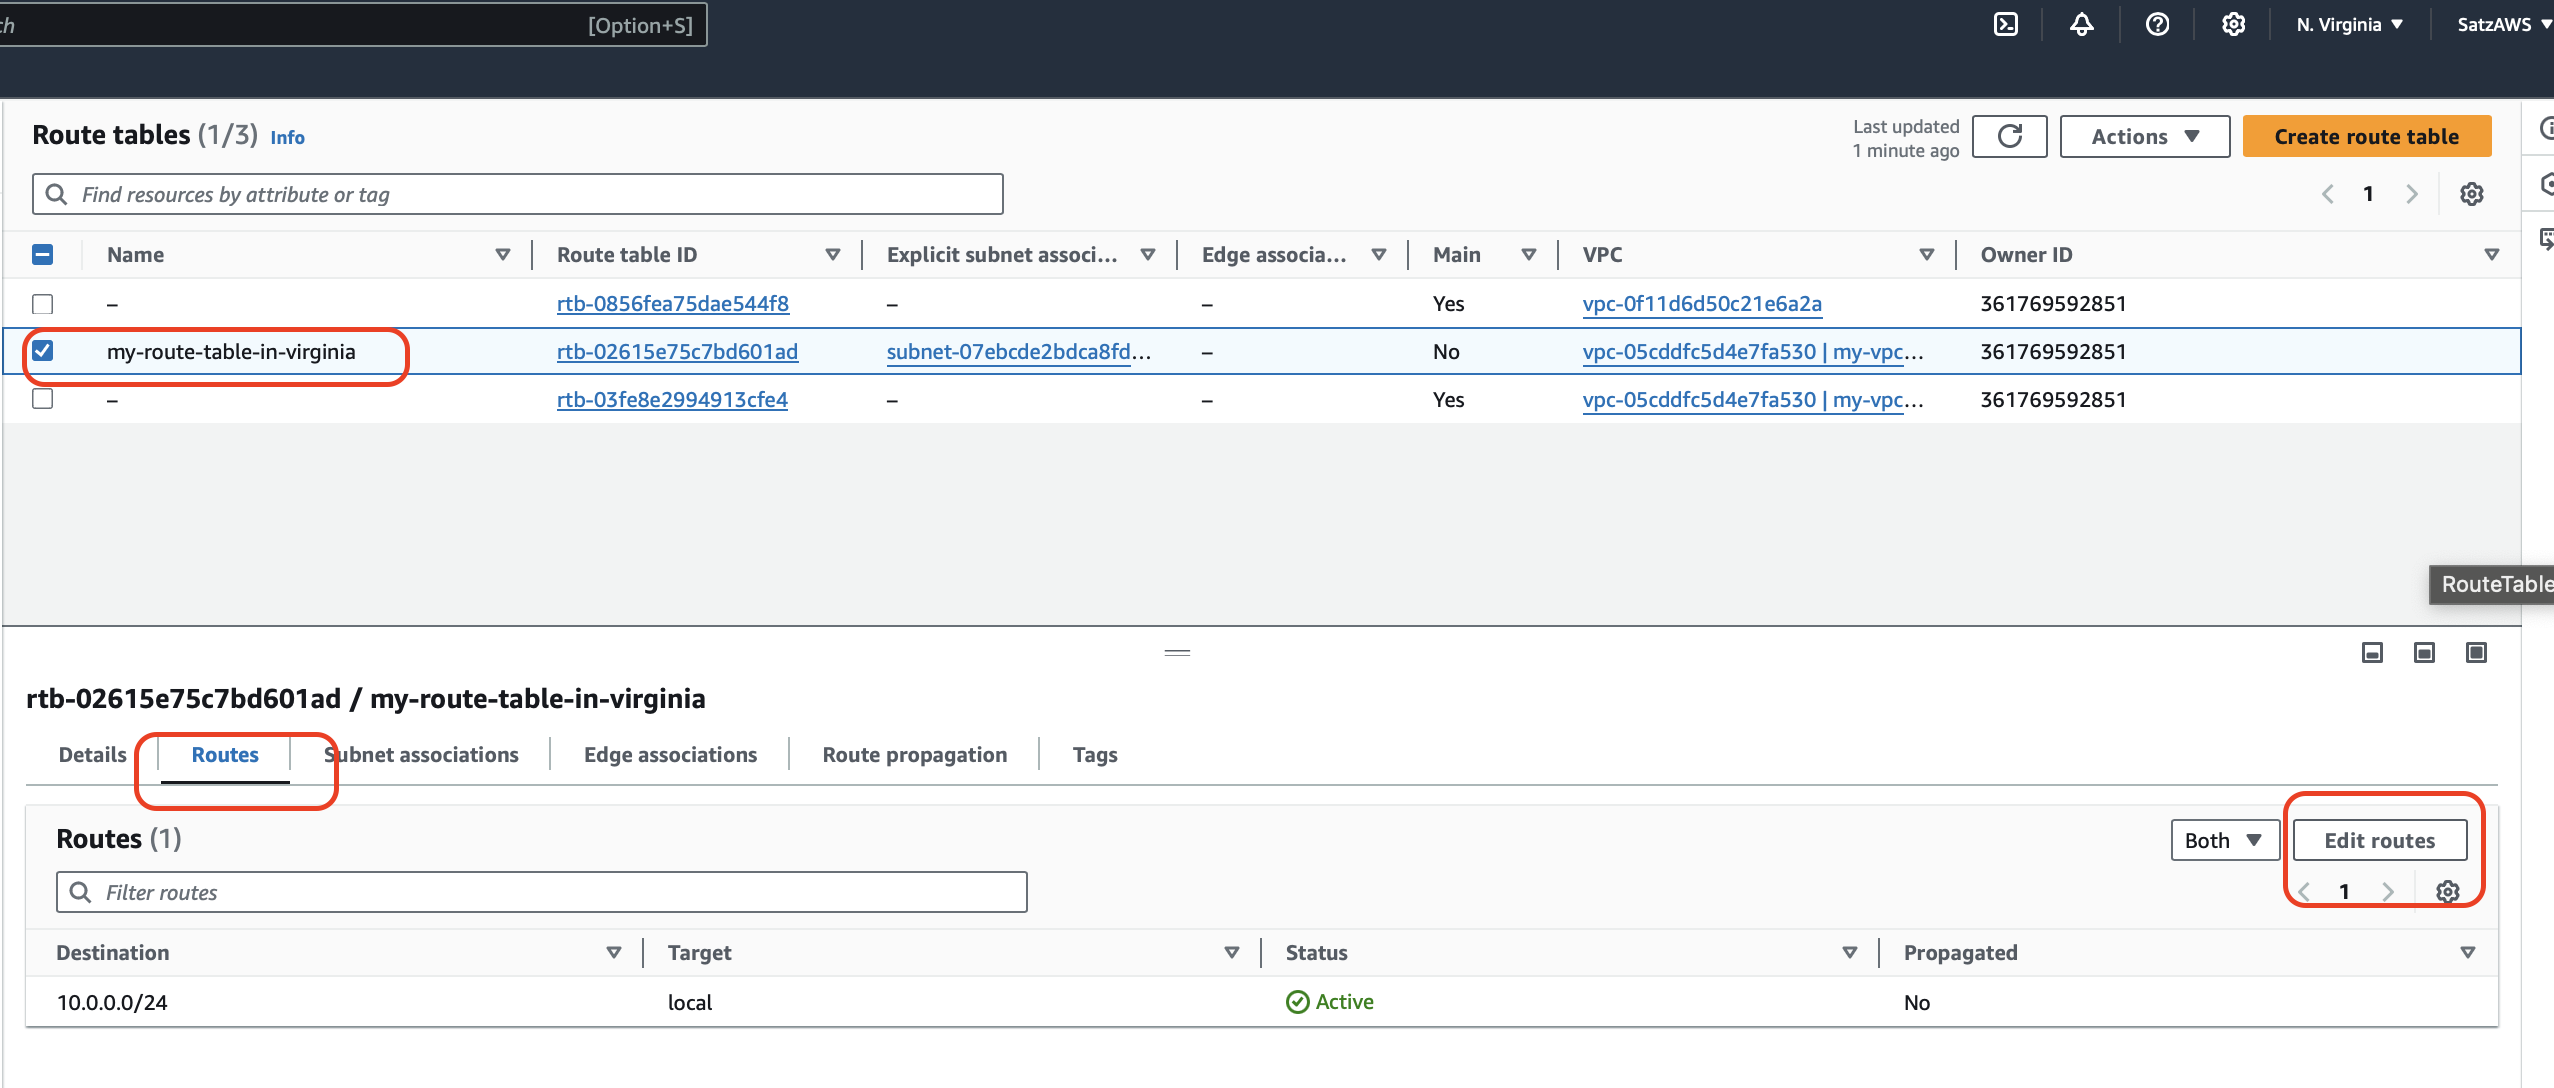 ch [Option+S] N. Virginia SatzAWS
Route tables (1/3) Info
Last updated
1 minute ago
Actions
Create route table
Find resources by attribute or tag
1
Name Route table ID Explicit subnet associ... Edge associa... Main VPC Owner ID
– rtb-0856fea75dae544f8 – – Yes vpc-0f11d6d50c21e6a2a 361769592851
my-route-table-in-virginia rtb-02615e75c7bd601ad subnet-07ebcde2bdca8fd... – No vpc-05cddfc5d4e7fa530 | my-vpc... 361769592851
– rtb-03fe8e2994913cfe4 – – Yes vpc-05cddfc5d4e7fa530 | my-vpc... 361769592851
RouteTable
rtb-02615e75c7bd601ad / my-route-table-in-virginia
Details Routes Subnet associations Edge associations Route propagation Tags
Routes (1)
Both Edit routes
Filter routes
1
Destination Target Status Propagated
10.0.0.0/24 local Active No